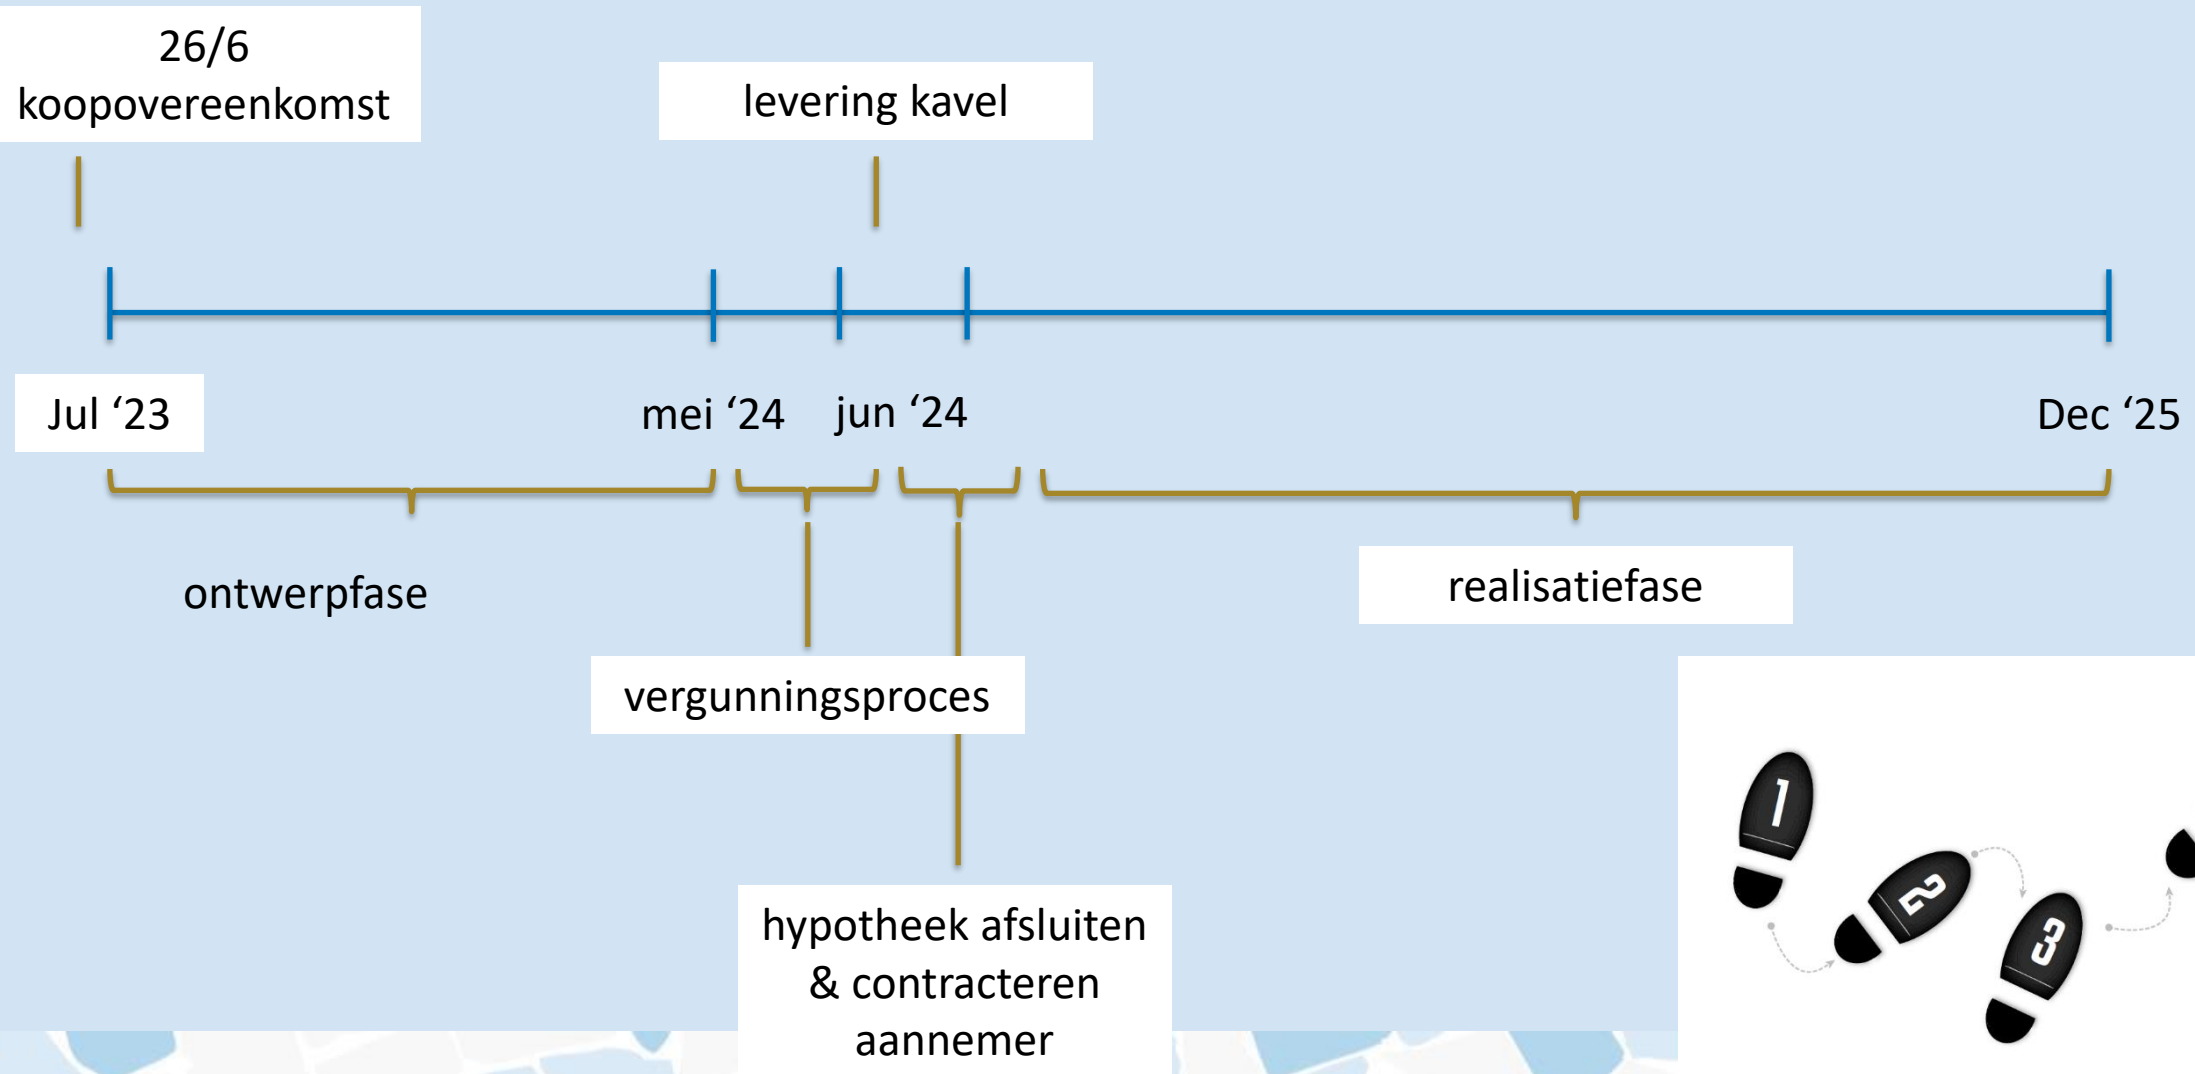 26/6
koopovereenkomst
levering kavel
Jul ‘23
mei ‘24
jun ‘24
Dec ‘25
ontwerpfase
realisatiefase
vergunningsproces
hypotheek afsluiten
& contracteren
aannemer
1
2
3